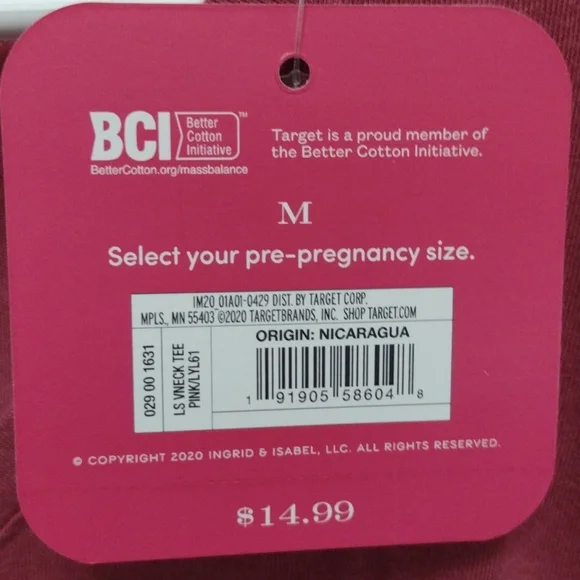 BCI Better Cotton Initiative™
BetterCotton.org/massbalance
Target is a proud member of
the Better Cotton Initiative.
M
Select your pre-pregnancy size.
IM20 01A01-0429 DIST. BY TARGET CORP.
MPLS., MN 55403 ©2020 TARGETBRANDS, INC. SHOP TARGET.COM
029 00 1631
LS VNECK TEE
PINK/LYL61
ORIGIN: NICARAGUA
1 91905 58604 8
© COPYRIGHT 2020 INGRID & ISABEL, LLC. ALL RIGHTS RESERVED.
$14.99